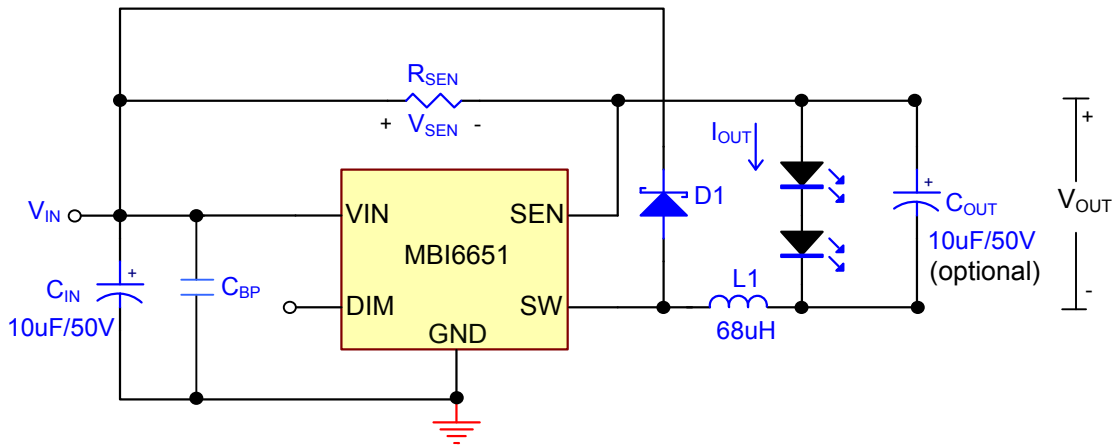 RSEN
+ VSEN -
IOUT
+
VIN
VIN
SEN
D1
+
COUT
10uF/50V
(optional)
VOUT
MBI6651
+
CIN
10uF/50V
CBP
DIM
SW
GND
L1
68uH
-